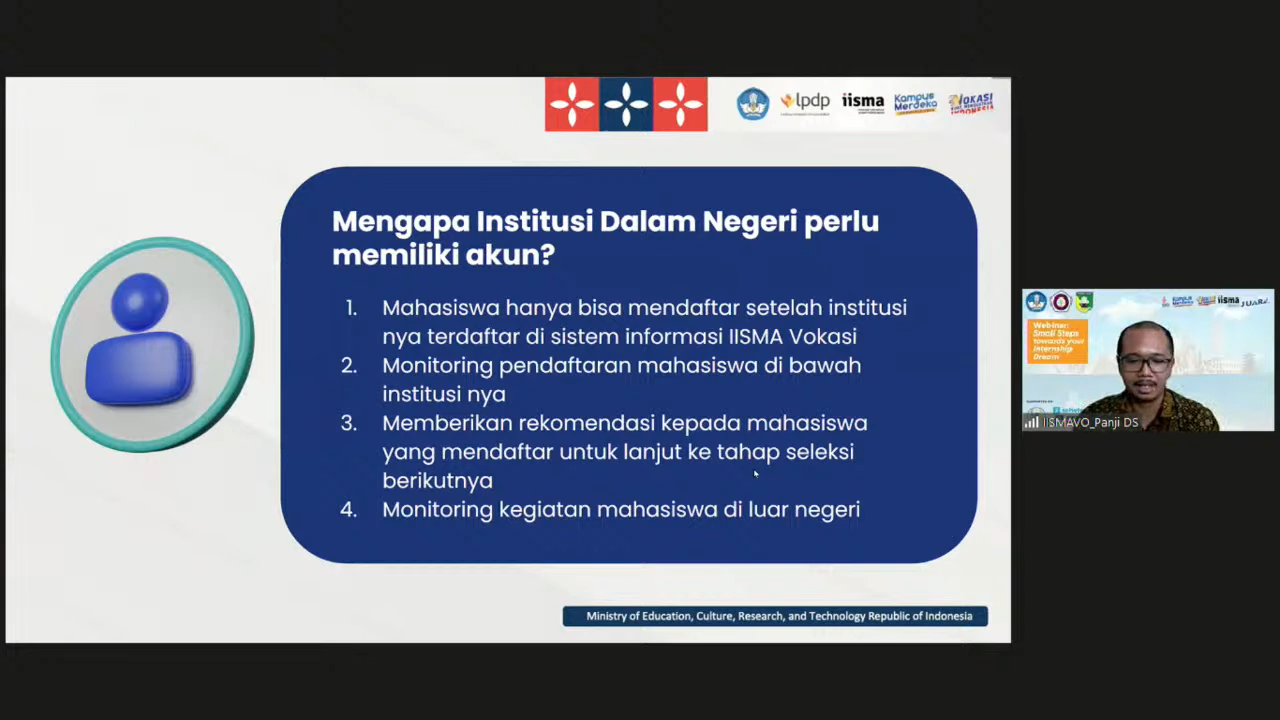 lpdp
iisma
Kampus
Merdeka
VOKASI
INDONESIA
Mengapa Institusi Dalam Negeri perlu
memiliki akun?
1. Mahasiswa hanya bisa mendaftar setelah institusi
nya terdaftar di sistem informasi IISMA Vokasi
2. Monitoring pendaftaran mahasiswa di bawah
institusi nya
3. Memberikan rekomendasi kepada mahasiswa
yang mendaftar untuk lanjut ke tahap seleksi
berikutnya
4. Monitoring kegiatan mahasiswa di luar negeri
Ministry of Education, Culture, Research, and Technology Republic of Indonesia
iisma
Webinar:
Small Steps
towards your
Internship
Dream
IISMAVO_Panji DS